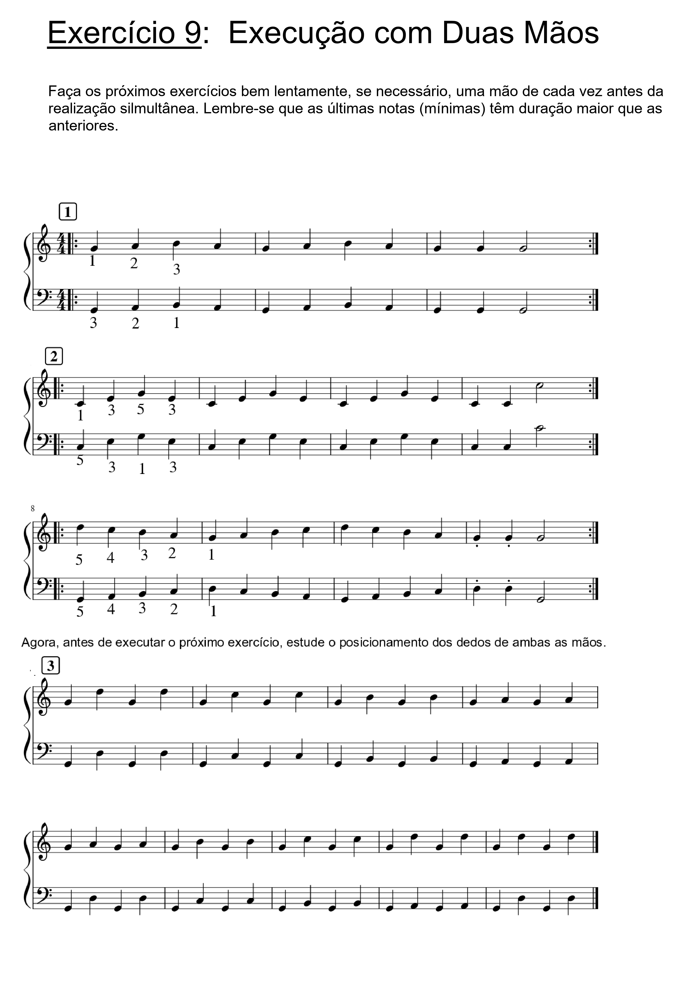 Exercício 9:  Execução com Duas Mãos
Faça os próximos exercícios bem lentamente, se necessário, uma mão de cada vez antes da
realização silmultânea. Lembre-se que as últimas notas (mínimas) têm duração maior que as
anteriores.
1
4
4
1 2 3
4
4
3 2 1
2
1 3 5 3
5 3 1 3
8
5 4 3 2 1
5 4 3 2 1
Agora, antes de executar o próximo exercício, estude o posicionamento dos dedos de ambas as mãos.
3